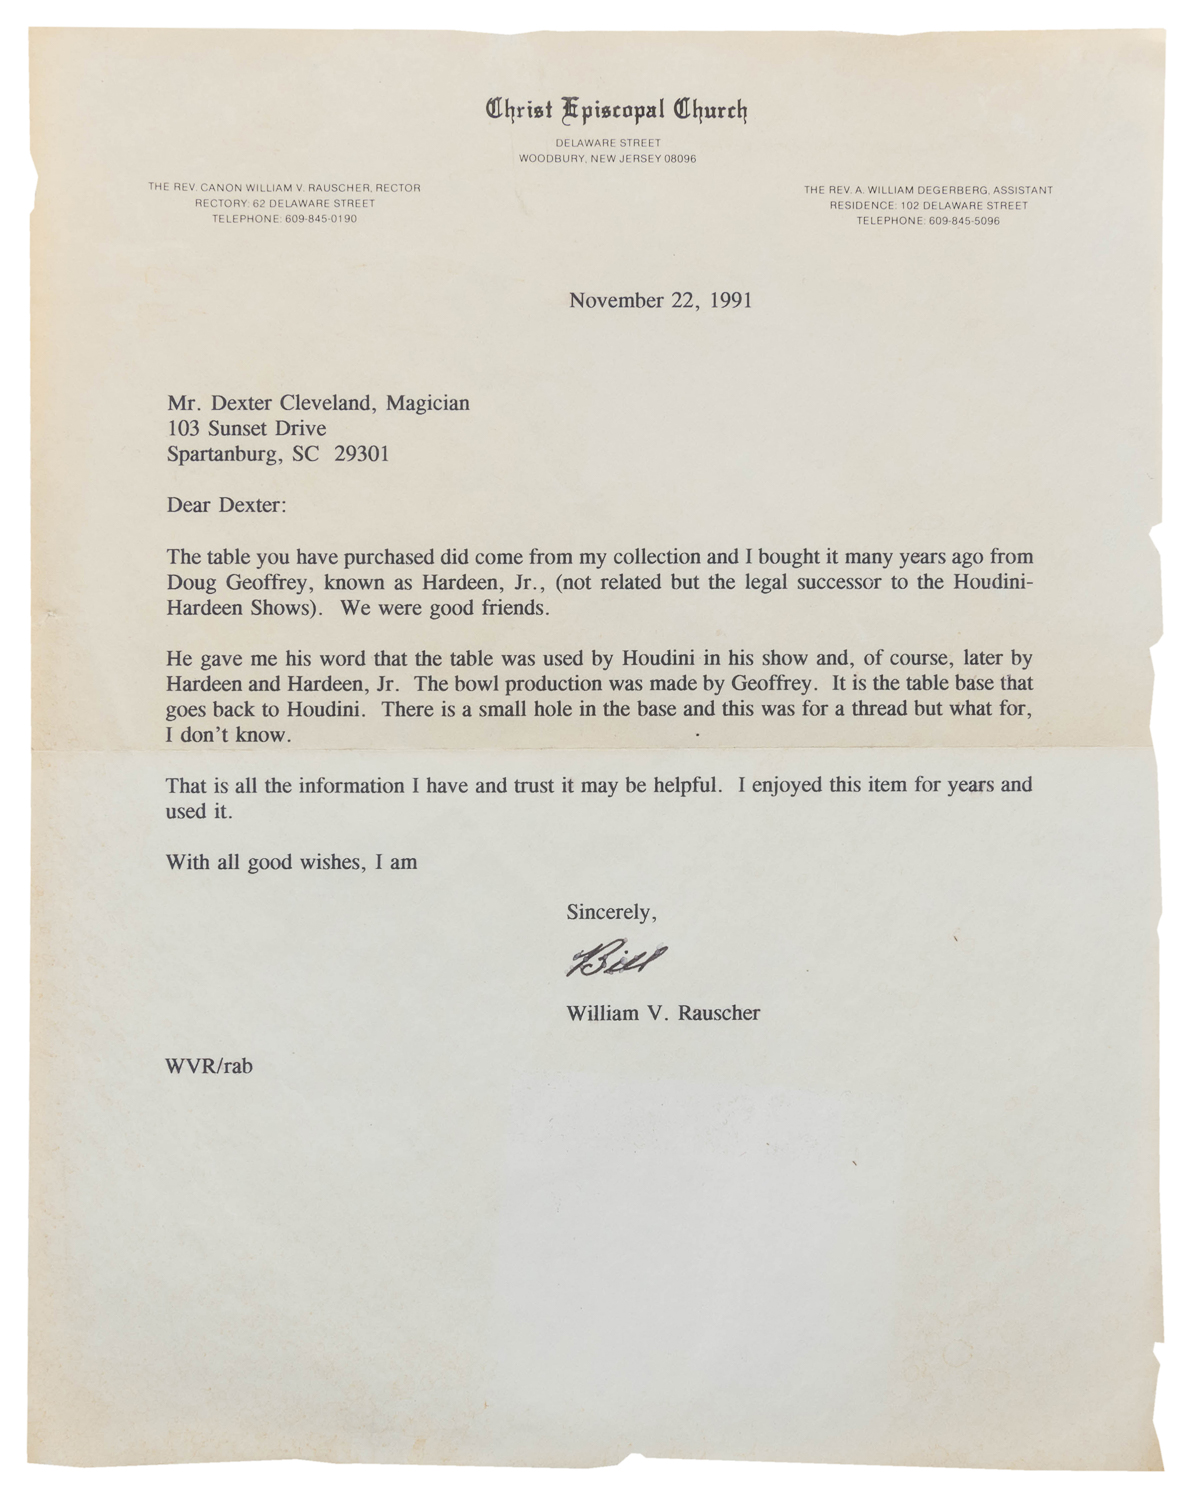 Christ Episcopal Church
DELAWARE STREET
WOODBURY, NEW JERSEY 08096
THE REV. CANON WILLIAM V. RAUSCHER, RECTOR
RECTORY: 62 DELAWARE STREET
TELEPHONE: 609-845-0190
THE REV. A. WILLIAM DEGERBERG, ASSISTANT
RESIDENCE: 102 DELAWARE STREET
TELEPHONE: 609-845-5096
November 22, 1991
Mr. Dexter Cleveland, Magician
103 Sunset Drive
Spartanburg, SC 29301
Dear Dexter:
The table you have purchased did come from my collection and I bought it many years ago from
Doug Geoffrey, known as Hardeen, Jr., (not related but the legal successor to the Houdini-
Hardeen Shows). We were good friends.
He gave me his word that the table was used by Houdini in his show and, of course, later by
Hardeen and Hardeen, Jr. The bowl production was made by Geoffrey. It is the table base that
goes back to Houdini. There is a small hole in the base and this was for a thread but what for,
I don't know.
That is all the information I have and trust it may be helpful. I enjoyed this item for years and
used it.
With all good wishes, I am
Sincerely,
Bill
William V. Rauscher
WVR/rab